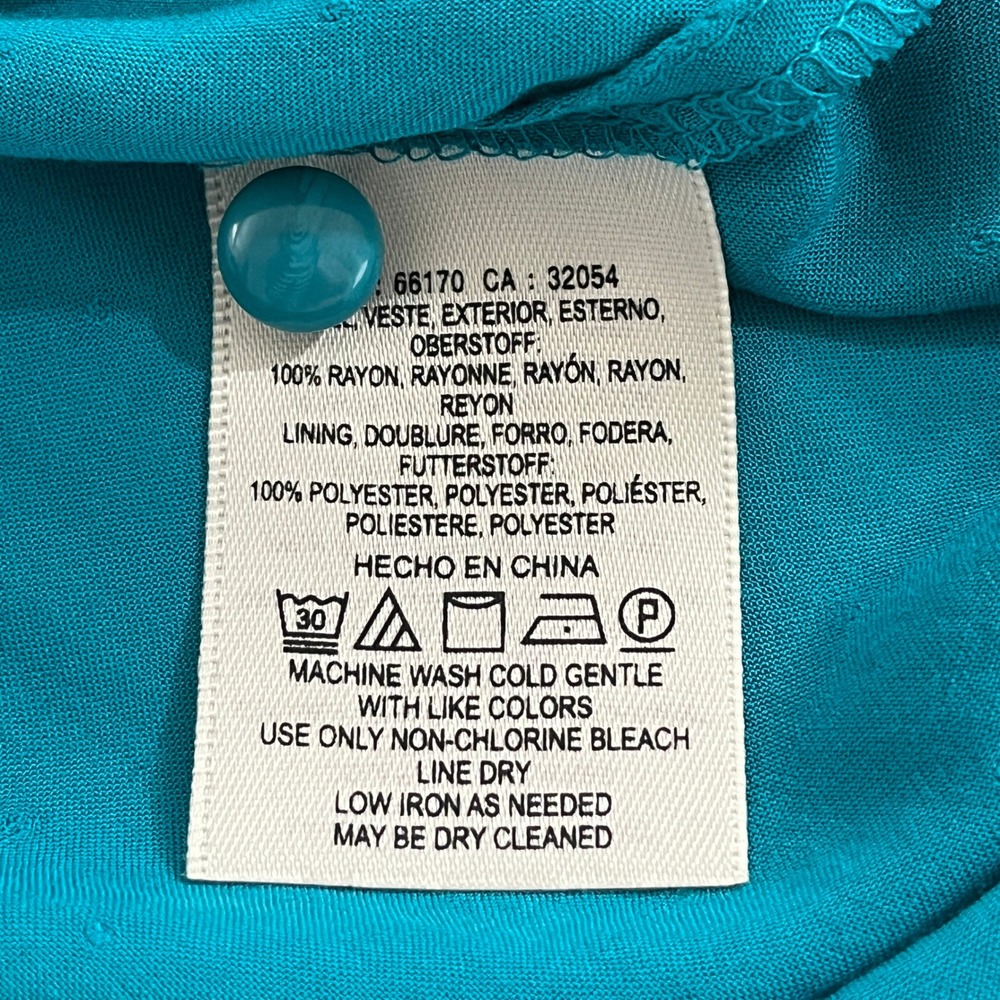 : 66170 CA : 32054
VESTE, EXTERIOR, ESTERNO,
OBERSTOFF:
100% RAYON, RAYONNE, RAYÓN, RAYON,
REYON
LINING, DOUBLURE, FORRO, FODERA,
FUTTERSTOFF:
100% POLYESTER, POLYESTER, POLIÉSTER,
POLIESTERE, POLYESTER
HECHO EN CHINA
30 P
MACHINE WASH COLD GENTLE
WITH LIKE COLORS
USE ONLY NON-CHLORINE BLEACH
LINE DRY
LOW IRON AS NEEDED
MAY BE DRY CLEANED